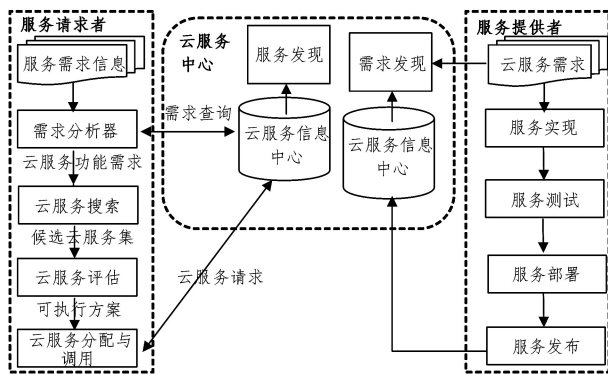 服务请求者
服务需求信息
需求分析器
云服务功能需求
云服务搜索
候选云服务集
云服务评估
可执行方案
云服务分配与
调用
云服务
中心
服务发现
需求发现
需求查询
云服务信息
中心
云服务信息
中心
云服务请求
服务提供者
云服务需求
服务实现
服务测试
服务部署
服务发布